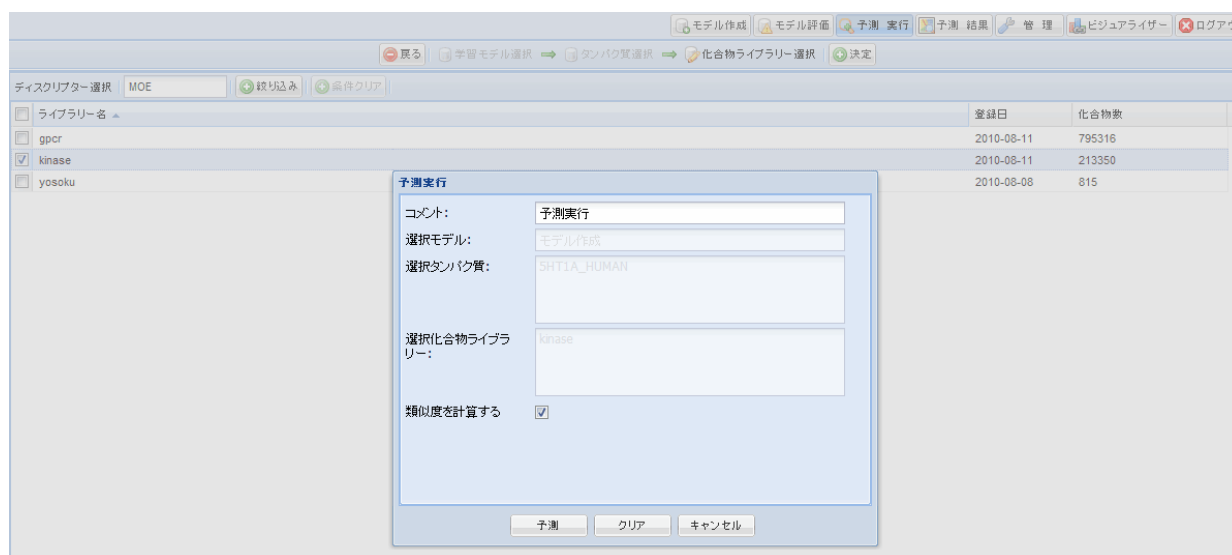 モデル作成 モデル評価 予測 実行 予測 結果 管 理 ビジュアライザー ログアウ
戻る 学習モデル選択 タンパク質選択 化合物ライブラリー選択 決定
ディスクリプター選択 MOE 絞り込み 条件クリア
ライブラリー名 登録日 化合物数
gpcr 2010-08-11 795316
kinase 2010-08-11 213350
yosoku 2010-08-08 815
予測実行
コメント: 予測実行
選択モデル: モデル作成
選択タンパク質: 5HT1A_HUMAN
選択化合物ライブラ kinase
リー:
類似度を計算する
予測 クリア キャンセル